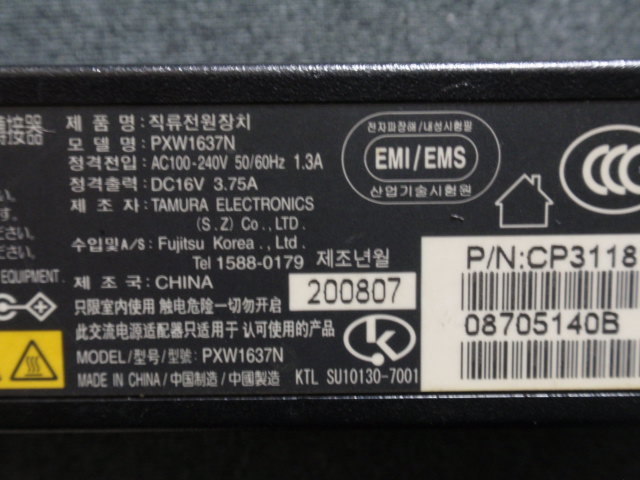 接器 제 품 명 : 직류전원장치
모 델 명 : PXW1637N
정격전입 : AC100-240V 50/60Hz 1.3A
정격출력 : DC16V 3.75A
제 조 자 : TAMURA ELECTRONICS
(S.Z) Co., LTD.
수입및A/S : Fujitsu Korea., Ltd.
Tel 1588-0179
제조년월
200807
제 조 국 : CHINA
EQUIPMENT
只限室内使用 触电危险一切勿开启
此交流电源适配器只适用于 认可使用的产品
MODEL/型号/型號: PXW1637N
MADE IN CHINA/中国制造/中國製造
전자파장해/내성시험필
EMI/EMS
산업기술시험원
CCC
K
KTL SU10130-7001
P/N:CP3118
08705140B